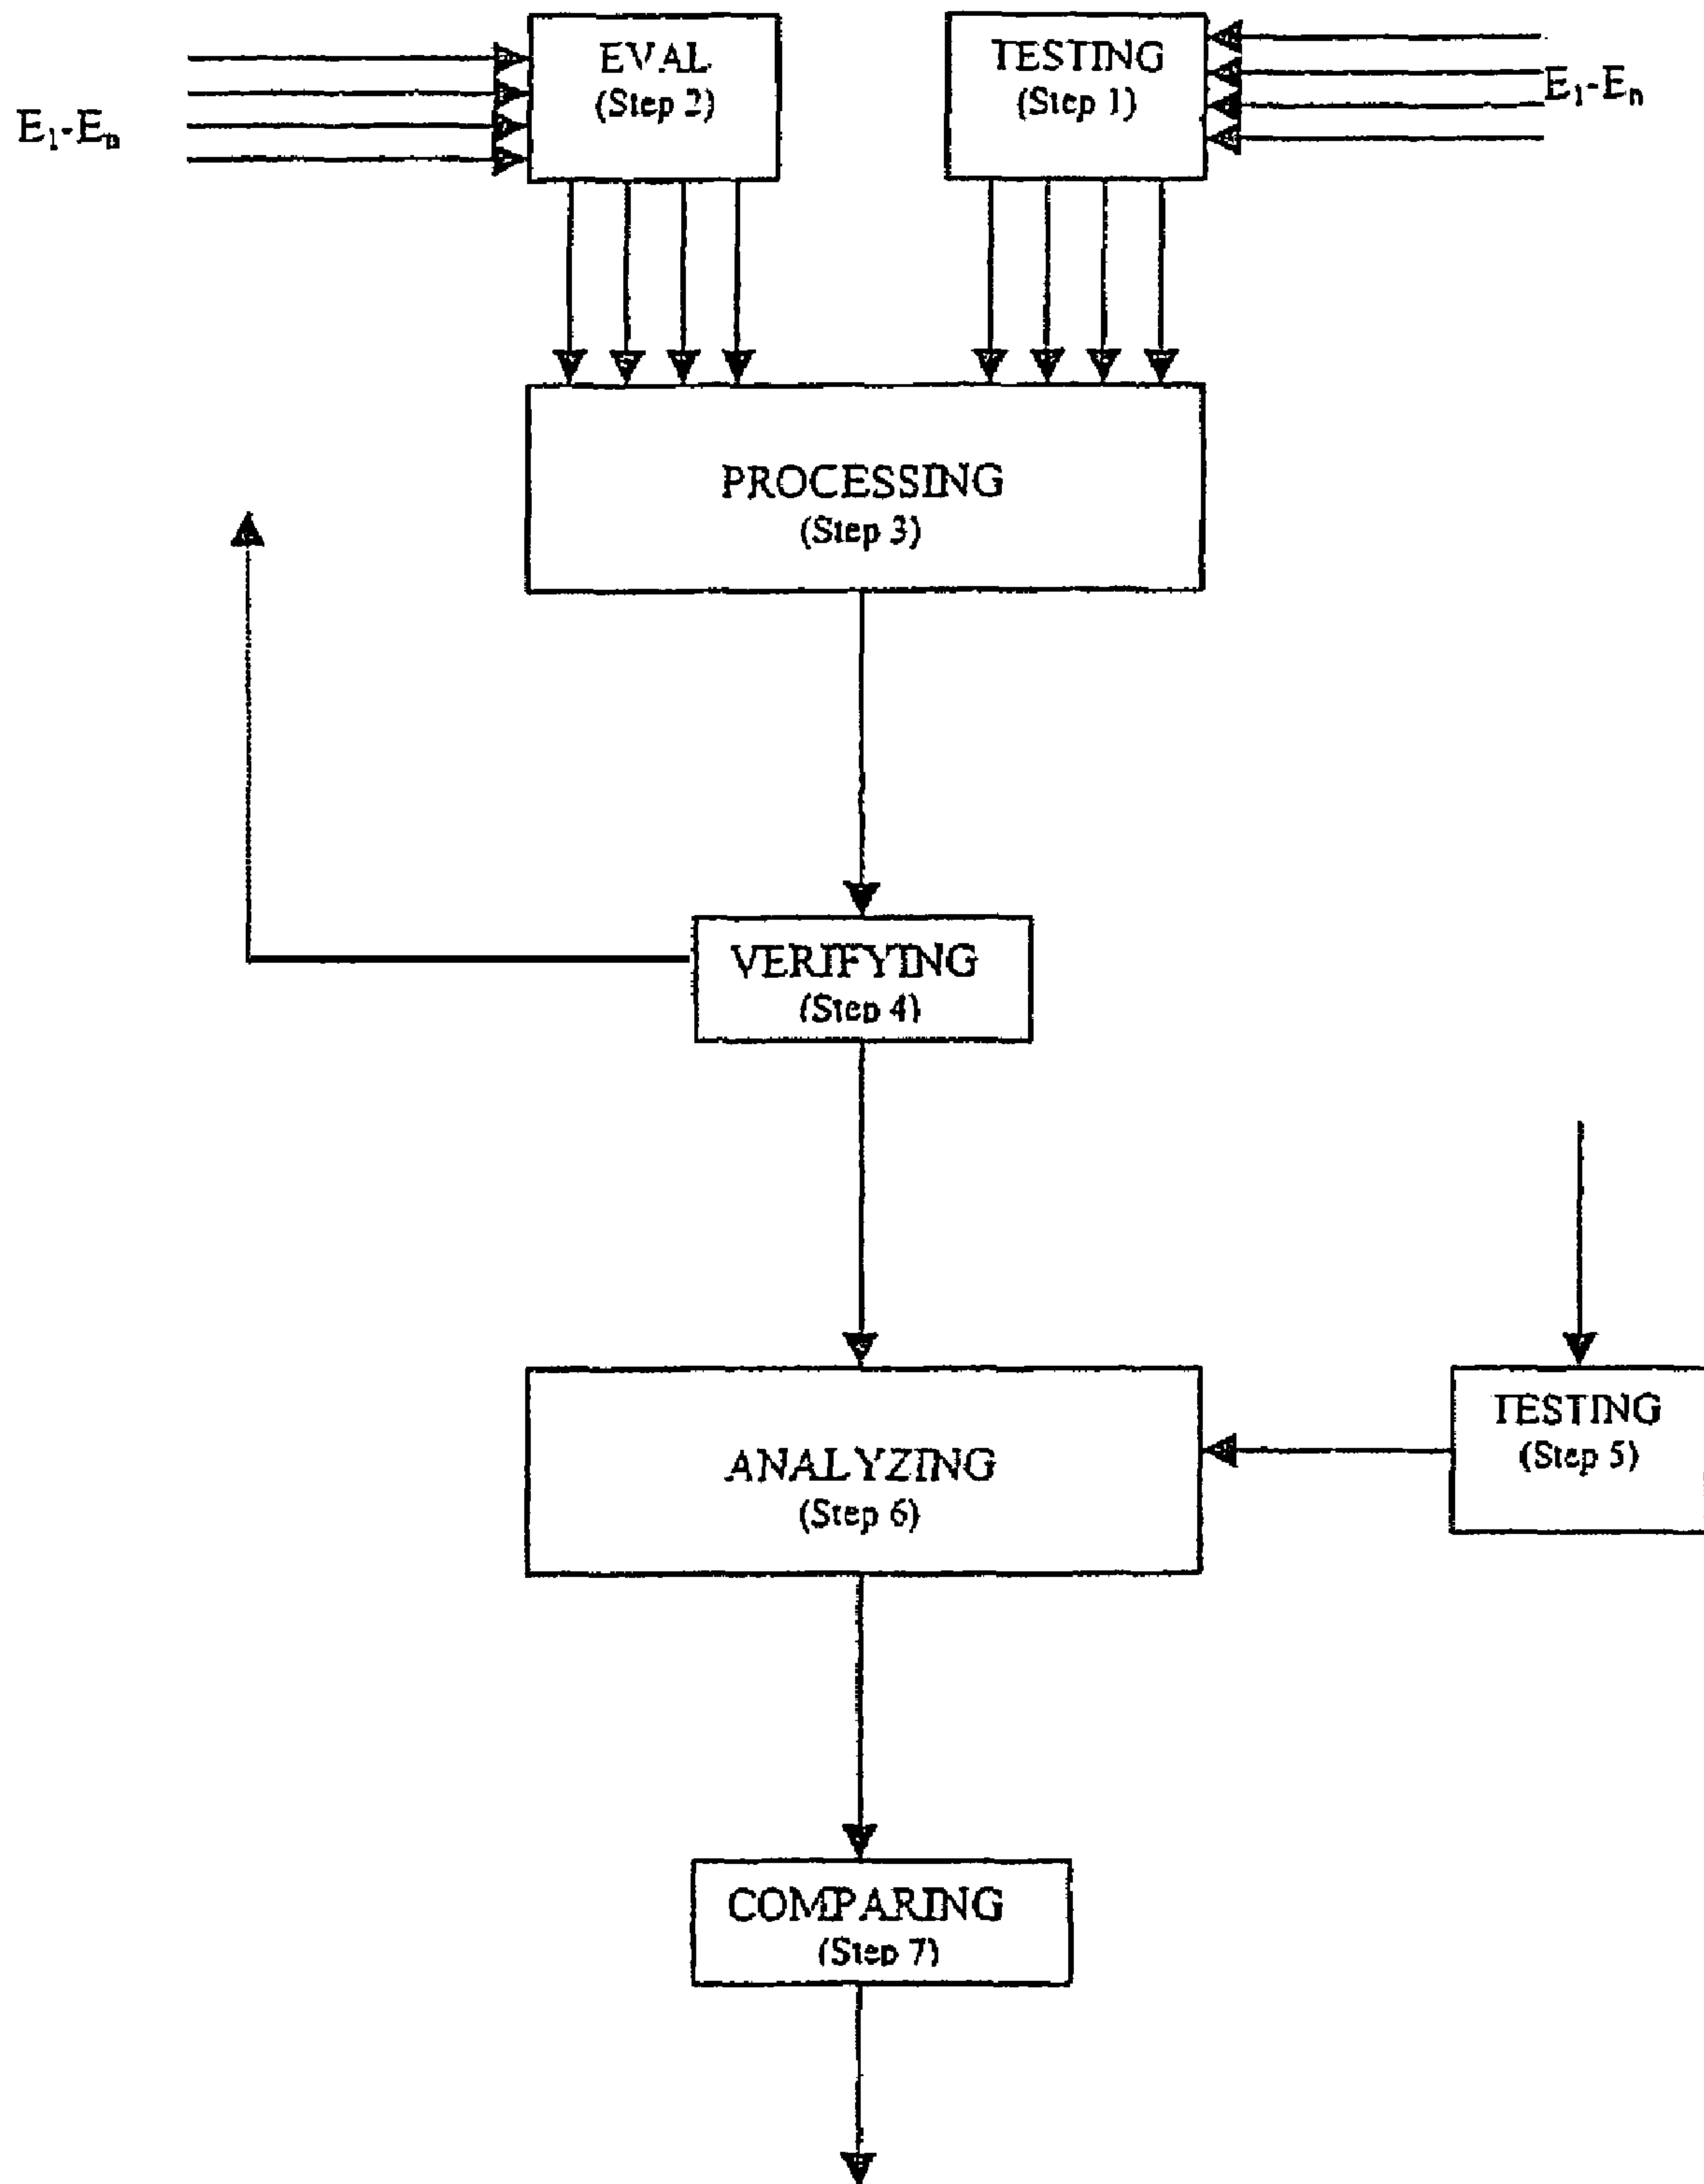 EVAL
(Step 2)
TESTING
(Step 1)
E₁-Eₙ
E₁-Eₙ
PROCESSING
(Step 3)
VERIFYING
(Step 4)
TESTING
(Step 5)
ANALYZING
(Step 6)
COMPARING
(Step 7)